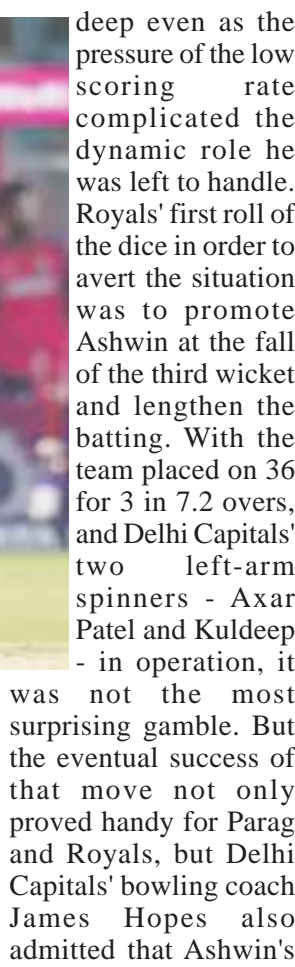 deep even as the
pressure of the low
scoring rate
complicated the
dynamic role he
was left to handle.
Royals' first roll of
the dice in order to
avert the situation
was to promote
Ashwin at the fall
of the third wicket
and lengthen the
batting. With the
team placed on 36
for 3 in 7.2 overs,
and Delhi Capitals'
two left-arm
spinners - Axar
Patel and Kuldeep
- in operation, it
was not the most
surprising gamble. But
the eventual success of
that move not only
proved handy for Parag
and Royals, but Delhi
Capitals' bowling coach
James Hopes also
admitted that Ashwin's